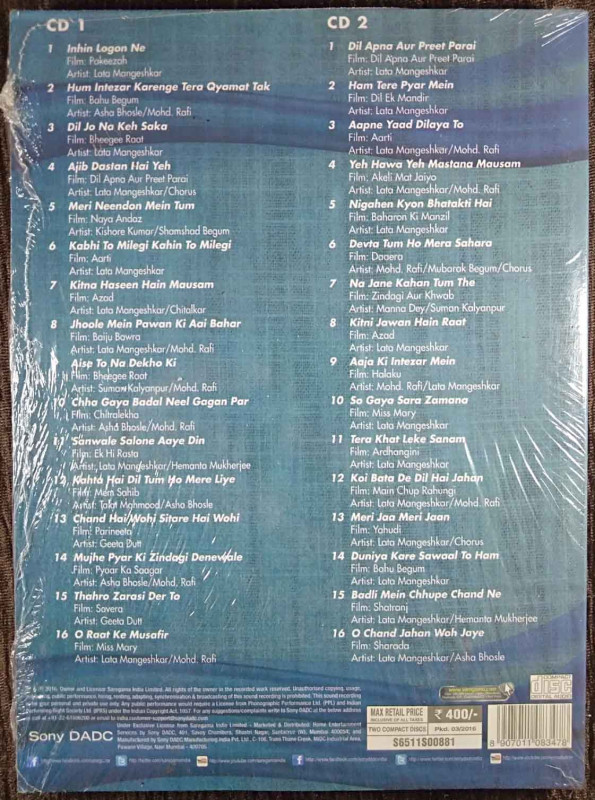 CD 1
1 Inhin Logon Ne
Film: Pakeezah
Artist: Lata Mangeshkar
2 Hum Intezar Karenge Tera Qyamat Tak
Film: Bahu Begum
Artist: Asha Bhosle/Mohd. Rafi
3 Dil Jo Na Keh Saka
Film: Bheegee Raat
Artist: Lata Mangeshkar
4 Ajib Dastan Hai Yeh
Film: Dil Apna Aur Preet Parai
Artist: Lata Mangeshkar/Chorus
5 Meri Neendon Mein Tum
Film: Naya Andaz
Artist: Kishore Kumar/Shamshad Begum
6 Kabhi To Milegi Kahin To Milegi
Film: Aarti
Artist: Lata Mangeshkar
7 Kitna Haseen Hain Mausam
Film: Azad
Artist: Lata Mangeshkar/Chitalkar
8 Jhoole Mein Pawan Ki Aai Bahar
Film: Baiju Bawra
Artist: Lata Mangeshkar/Mohd. Rafi
Aise To Na Dekho Ki
Film: Bheegee Raat
Artist: Suman Kalyanpur/Mohd. Rafi
10 Chha Gaya Badal Neel Gagan Par
Film: Chitralekha
Artist: Asha Bhosle/Mohd. Rafi
11 Sanwale Salone Aaye Din
Film: Ek Hi Rasta
Artist: Lata Mangeshkar/Hemanta Mukherjee
12 Kahta Hai Dil Tum Ho Mere Liye
Film: Mem Sahib
Artist: Talat Mahmood/Asha Bhosle
13 Chand Hai Wohi Sitare Hai Wohi
Film: Parineeta
Artist: Geeta Dutt
14 Mujhe Pyar Ki Zindagi Denewale
Film: Pyaar Ka Saagar
Artist: Asha Bhosle/Mohd. Rafi
15 Thahro Zarasi Der To
Film: Savera
Artist: Geeta Dutt
16 O Raat Ke Musafir
Film: Miss Mary
Artist: Lata Mangeshkar/Mohd. Rafi
CD 2
1 Dil Apna Aur Preet Parai
Film: Dil Apna Aur Preet Parai
Artist: Lata Mangeshkar
2 Ham Tere Pyar Mein
Film: Dil Ek Mandir
Artist: Lata Mangeshkar
3 Aapne Yaad Dilaya To
Film: Aarti
Artist: Lata Mangeshkar/Mohd. Rafi
4 Yeh Hawa Yeh Mastana Mausam
Film: Akeli Mat Jaiyo
Artist: Lata Mangeshkar/Mohd. Rafi
5 Nigahen Kyon Bhatakti Hai
Film: Baharon Ki Manzil
Artist: Lata Mangeshkar
6 Devta Tum Ho Mera Sahara
Film: Daaera
Artist: Mohd. Rafi/Mubarak Begum/Chorus
7 Na Jane Kahan Tum The
Film: Zindagi Aur Khwab
Artist: Manna Dey/Suman Kalyanpur
8 Kitni Jawan Hain Raat
Film: Azad
Artist: Lata Mangeshkar
9 Aaja Ki Intezar Mein
Film: Halaku
Artist: Mohd. Rafi/Lata Mangeshkar
10 So Gaya Sara Zamana
Film: Miss Mary
Artist: Lata Mangeshkar
11 Tera Khat Leke Sanam
Film: Ardhangini
Artist: Lata Mangeshkar
12 Koi Bata De Dil Hai Jahan
Film: Main Chup Rahungi
Artist: Lata Mangeshkar/Mohd. Rafi
13 Meri Jaa Meri Jaan
Film: Yahudi
Artist: Lata Mangeshkar/Chorus
14 Duniya Kare Sawaal To Ham
Film: Bahu Begum
Artist: Lata Mangeshkar
15 Badli Mein Chhupe Chand Ne
Film: Shatranj
Artist: Lata Mangeshkar/Hemanta Mukherjee
16 O Chand Jahan Woh Jaye
Film: Sharada
Artist: Lata Mangeshkar/Asha Bhosle
Sony DADC
MAX RETAIL PRICE
INCLUSIVE OF ALL TAXES
₹ 400/-
TWO COMPACT DISCS
Pkd. 03/2016
S6511S00881
COMPACT
disc
DIGITAL AUDIO
8 907011 083478